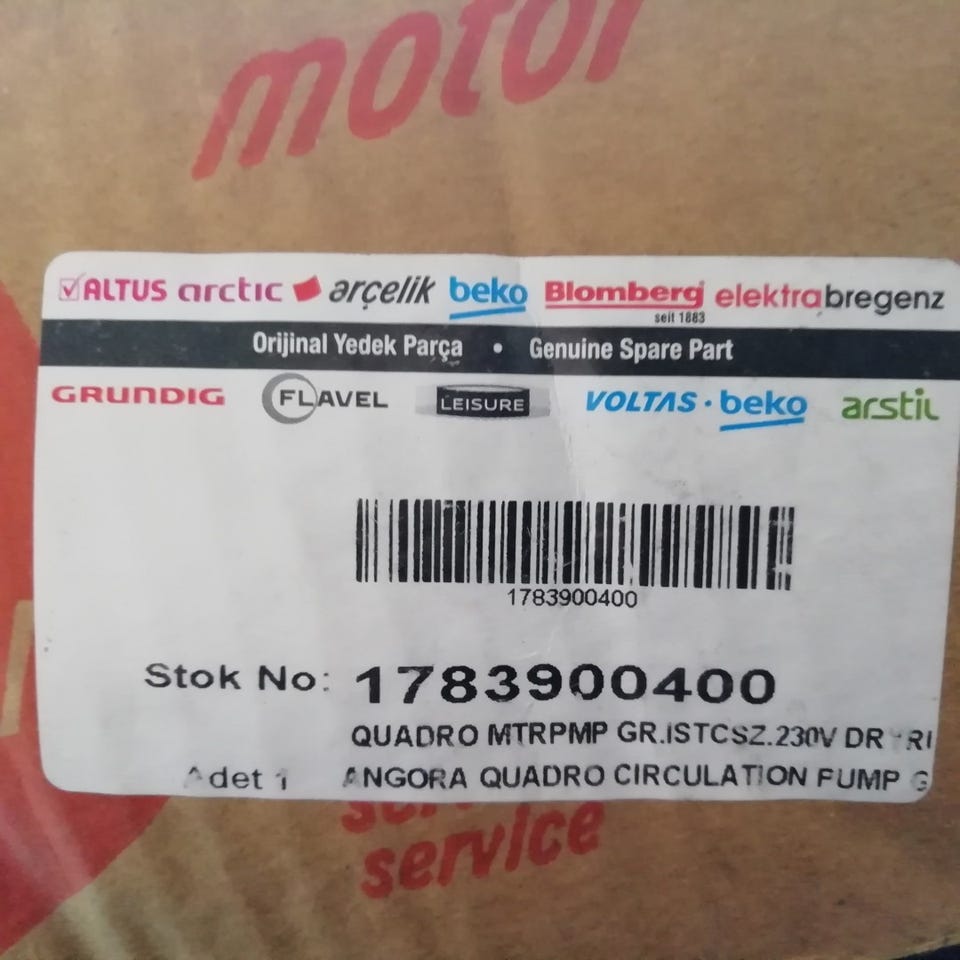 motor
ALTUS arctic arçelik beko Blomberg elektrabregenz
seit 1883
Orijinal Yedek Parça • Genuine Spare Part
GRUNDIG FLAVEL LEISURE VOLTAS · beko arstil
1783900400
Stok No: 1783900400
QUADRO MTRPMP GR.ISTCSZ.230V
Adet 1 ANGORA QUADRO CIRCULATION PUMP G
service